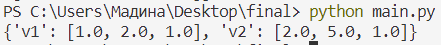 PS C:\Users\Мадина\Desktop\final> python main.py
{'v1': [1.0, 2.0, 1.0], 'v2': [2.0, 5.0, 1.0]}